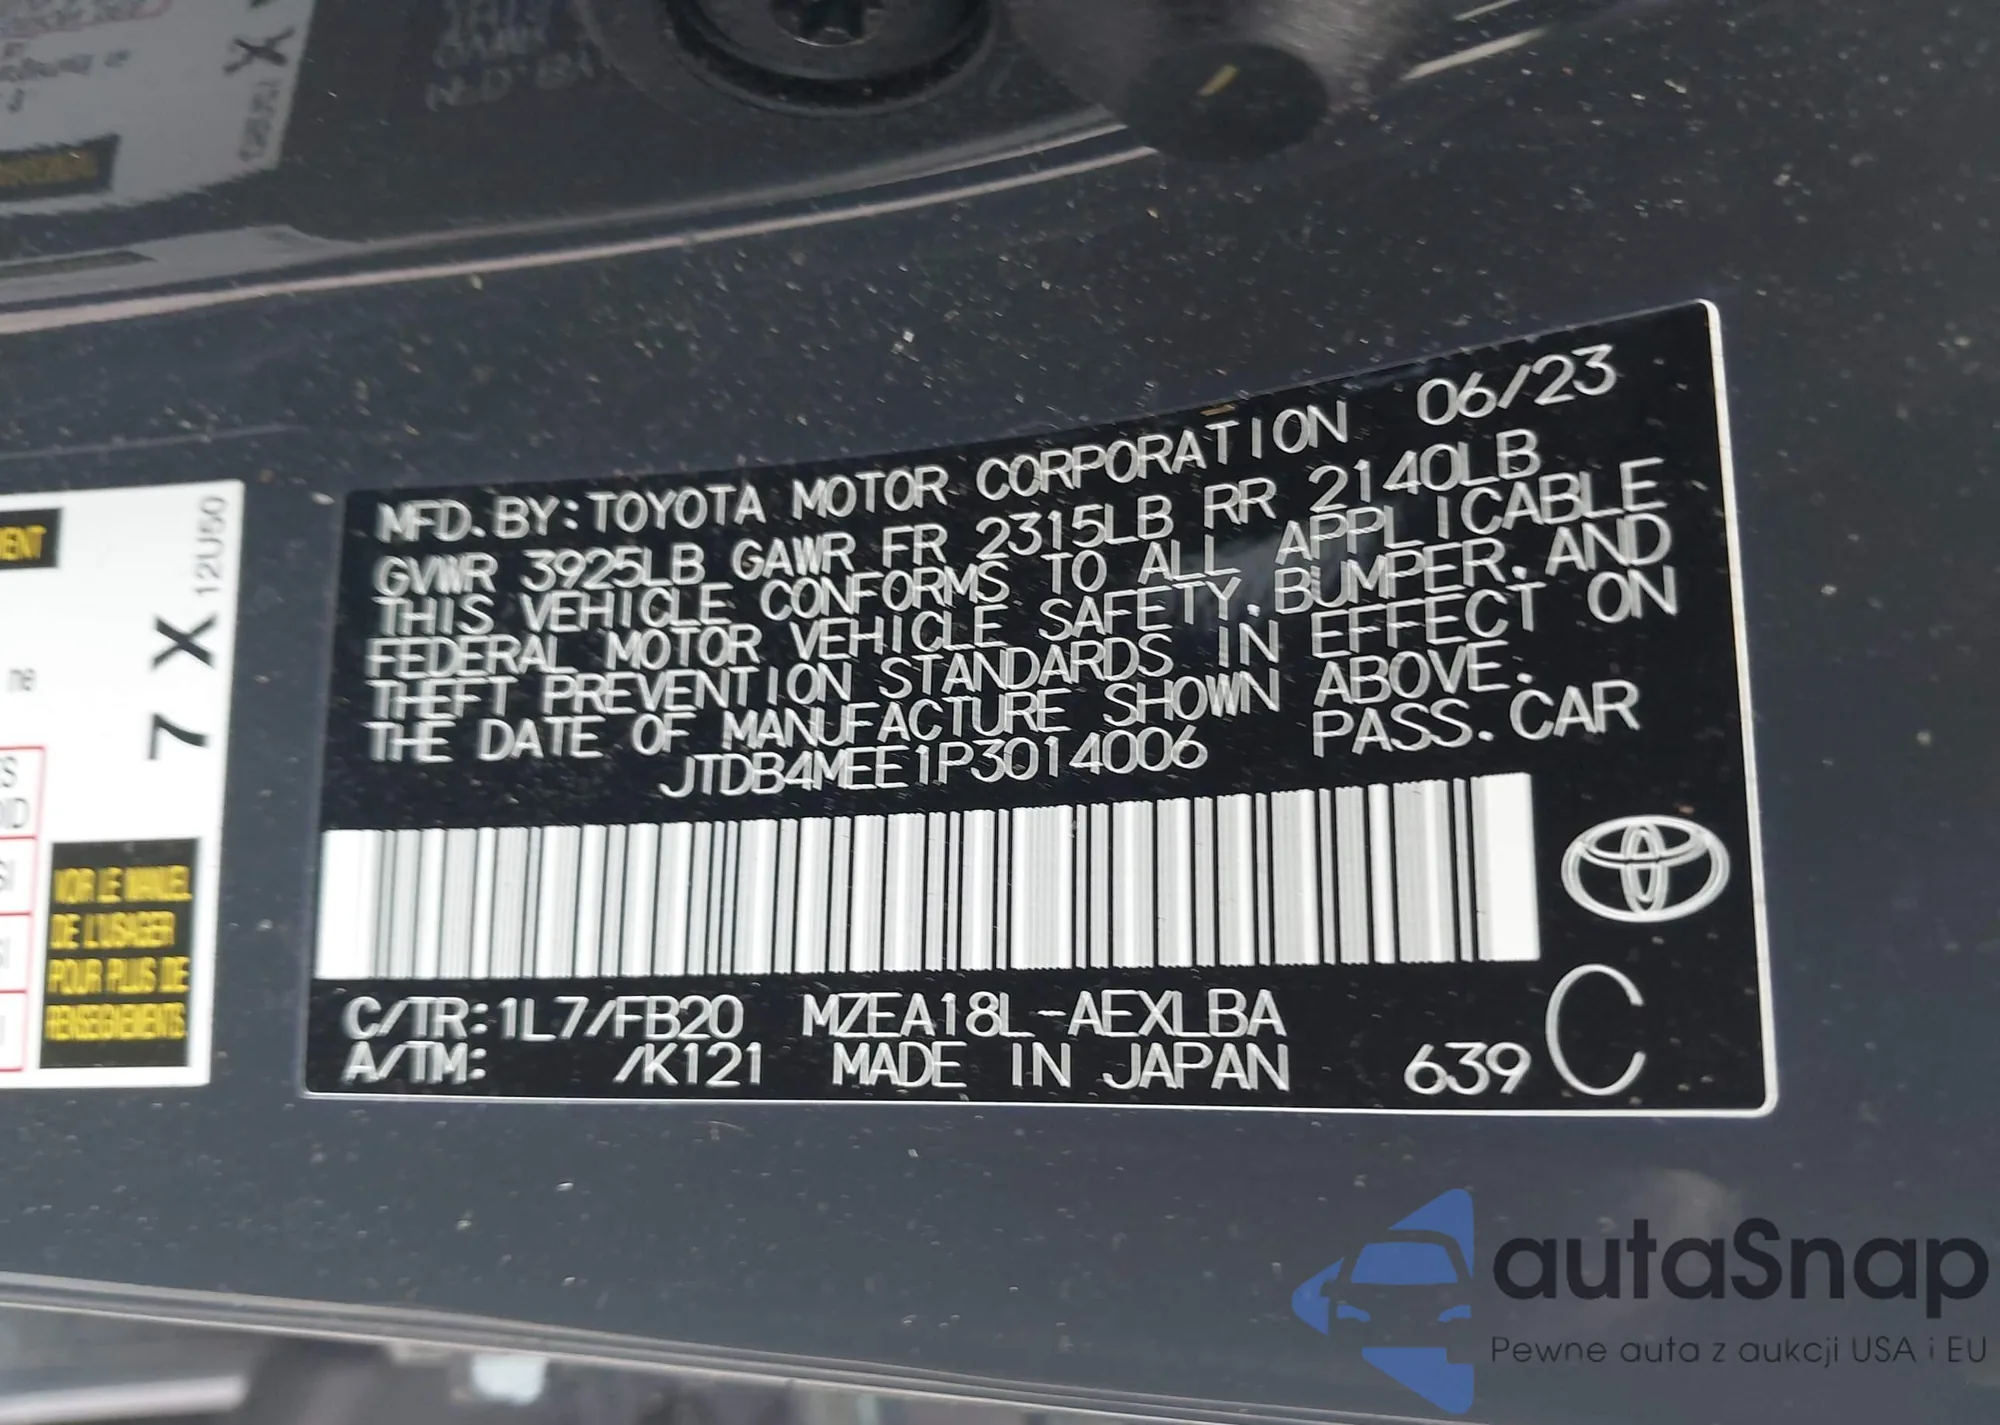 MFD. BY: TOYOTA MOTOR CORPORATION 06/23
GVWR 3925LB GAWR FR 2315LB RR 2140LB
THIS VEHICLE CONFORMS TO ALL APPLICABLE
FEDERAL MOTOR VEHICLE SAFETY, BUMPER, AND
THEFT PREVENTION STANDARDS IN EFFECT ON
THE DATE OF MANUFACTURE SHOWN ABOVE.
JTDB4MEE1P3014006 PASS. CAR
C/TR: 1L7/FB20 MZEA18L-AEXLBA
A/TM: /K121 MADE IN JAPAN 639 C
7 X 12U50
ne
VOIR LE MANUEL
DE L'USAGER
POUR PLUS DE
RENSEIGNEMENTS.
autaSnap
Pewne auta z aukcji USA i EU